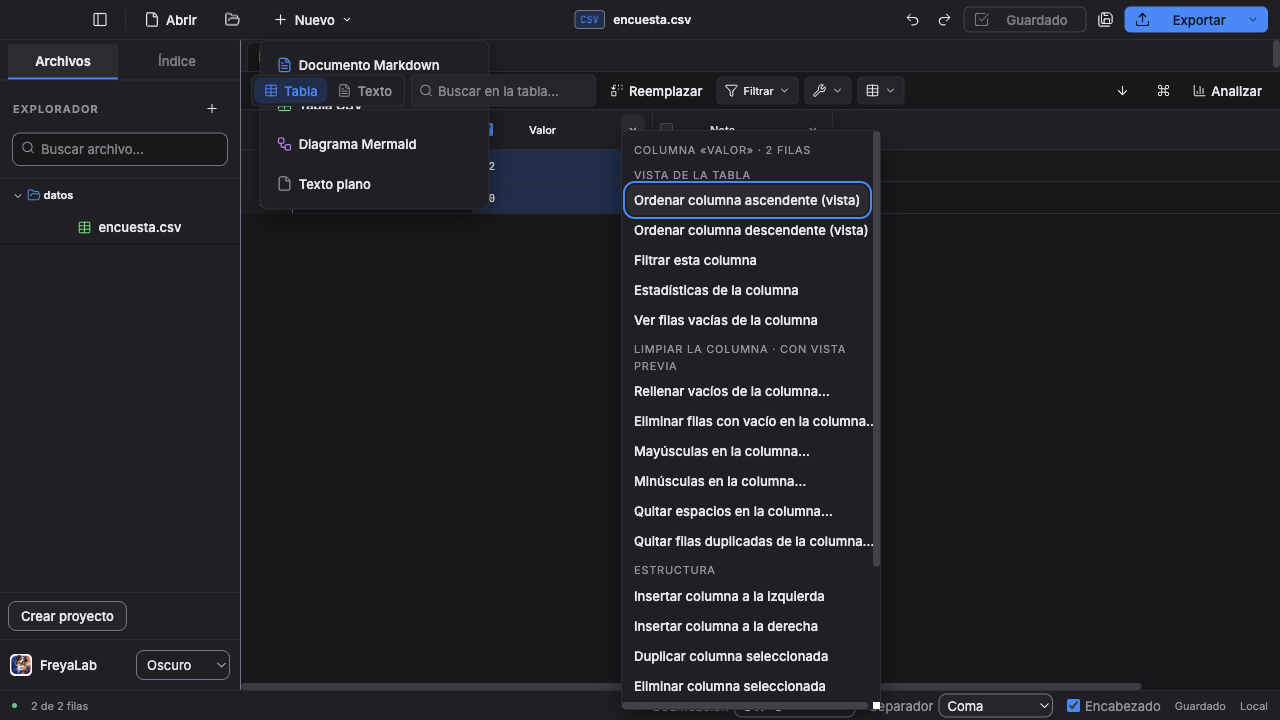 Abrir
Nuevo
CSV encuesta.csv
Guardado
Exportar
Archivos
Índice
EXPLORADOR
Buscar archivo...
datos
encuesta.csv
Crear proyecto
FreyaLab
Oscuro
Documento Markdown
Tabla
Texto
Buscar en la tabla...
Reemplazar
Filtrar
Analizar
Tabla CSV
Diagrama Mermaid
Texto plano
Valor
Nota
2
0
COLUMNA «VALOR» · 2 FILAS
VISTA DE LA TABLA
Ordenar columna ascendente (vista)
Ordenar columna descendente (vista)
Filtrar esta columna
Estadísticas de la columna
Ver filas vacías de la columna
LIMPIAR LA COLUMNA · CON VISTA
PREVIA
Rellenar vacíos de la columna...
Eliminar filas con vacío en la columna..
Mayúsculas en la columna...
Minúsculas en la columna...
Quitar espacios en la columna...
Quitar filas duplicadas de la columna...
ESTRUCTURA
Insertar columna a la izquierda
Insertar columna a la derecha
Duplicar columna seleccionada
Eliminar columna seleccionada
2 de 2 filas
eparador
Coma
Encabezado
Guardado
Local